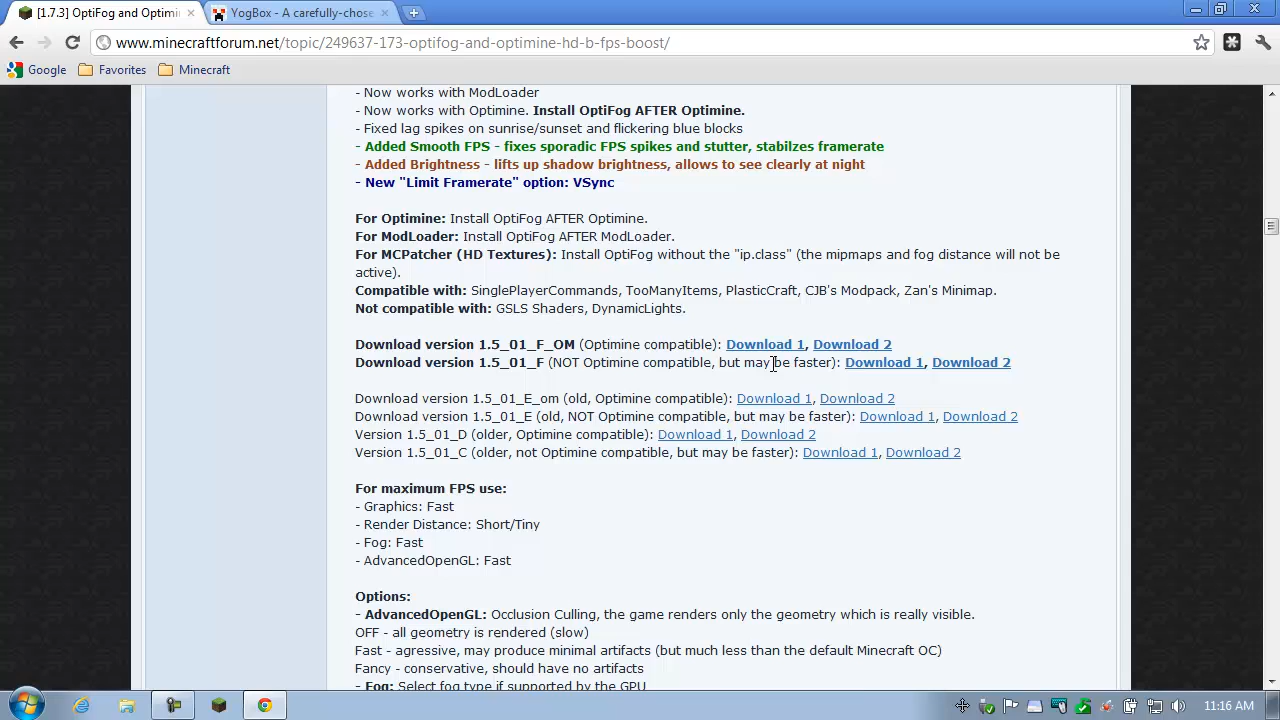 [1.7.3] OptiFog and Optimi
YogBox - A carefully-chose
www.minecraftforum.net/topic/249637-173-optifog-and-optimine-hd-b-fps-boost/
Google Favorites Minecraft
- Now works with ModLoader
- Now works with Optimine. Install OptiFog AFTER Optimine.
- Fixed lag spikes on sunrise/sunset and flickering blue blocks
- Added Smooth FPS - fixes sporadic FPS spikes and stutter, stabilzes framerate
- Added Brightness - lifts up shadow brightness, allows to see clearly at night
- New "Limit Framerate" option: VSync
For Optimine: Install OptiFog AFTER Optimine.
For ModLoader: Install OptiFog AFTER ModLoader.
For MCPatcher (HD Textures): Install OptiFog without the "ip.class" (the mipmaps and fog distance will not be
active).
Compatible with: SinglePlayerCommands, TooManyItems, PlasticCraft, CJB's Modpack, Zan's Minimap.
Not compatible with: GSLS Shaders, DynamicLights.
Download version 1.5_01_F_OM (Optimine compatible): Download 1, Download 2
Download version 1.5_01_F (NOT Optimine compatible, but may be faster): Download 1, Download 2
Download version 1.5_01_E_om (old, Optimine compatible): Download 1, Download 2
Download version 1.5_01_E (old, NOT Optimine compatible, but may be faster): Download 1, Download 2
Version 1.5_01_D (older, Optimine compatible): Download 1, Download 2
Version 1.5_01_C (older, not Optimine compatible, but may be faster): Download 1, Download 2
For maximum FPS use:
- Graphics: Fast
- Render Distance: Short/Tiny
- Fog: Fast
- AdvancedOpenGL: Fast
Options:
- AdvancedOpenGL: Occlusion Culling, the game renders only the geometry which is really visible.
OFF - all geometry is rendered (slow)
Fast - agressive, may produce minimal artifacts (but much less than the default Minecraft OC)
Fancy - conservative, should have no artifacts
- Fog: Select fog type if supported by the GPU
11:16 AM